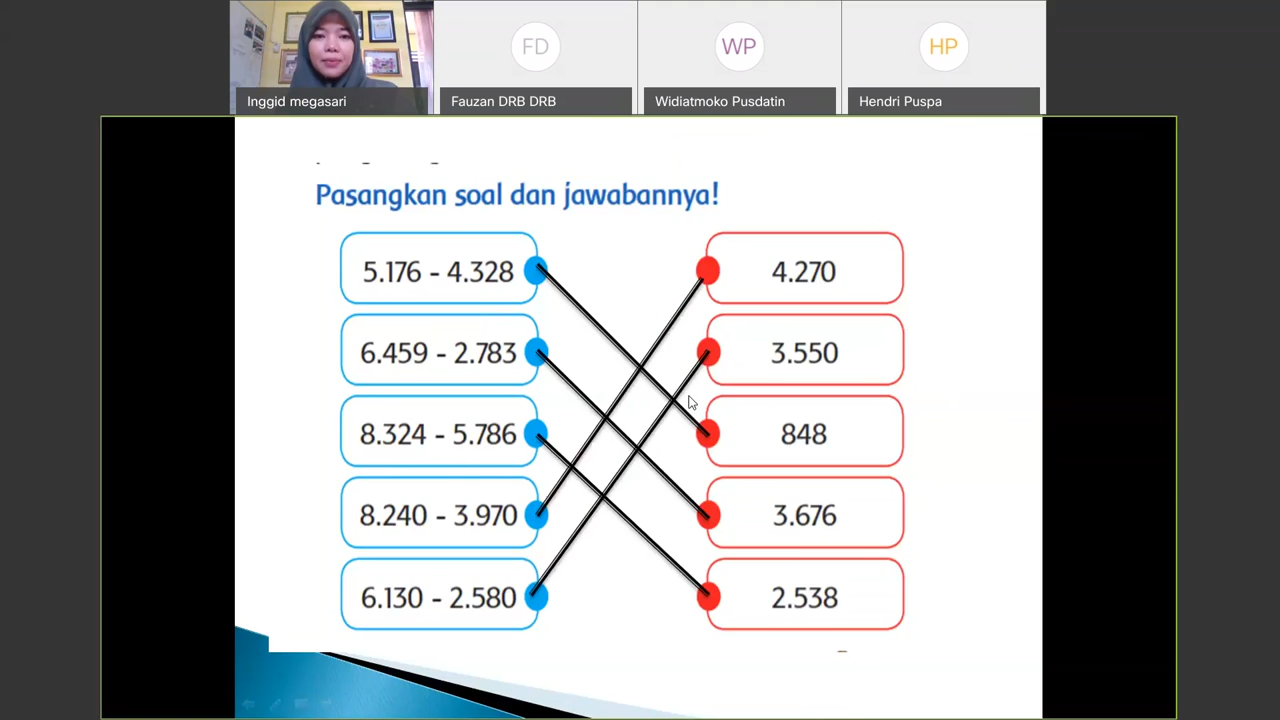 FD
WP
HP
Inggid megasari
Fauzan DRB DRB
Widiatmoko Pusdatin
Hendri Puspa
Pasangkan soal dan jawabannya!
5.176 - 4.328
4.270
6.459 - 2.783
3.550
8.324 - 5.786
848
8.240 - 3.970
3.676
6.130 - 2.580
2.538